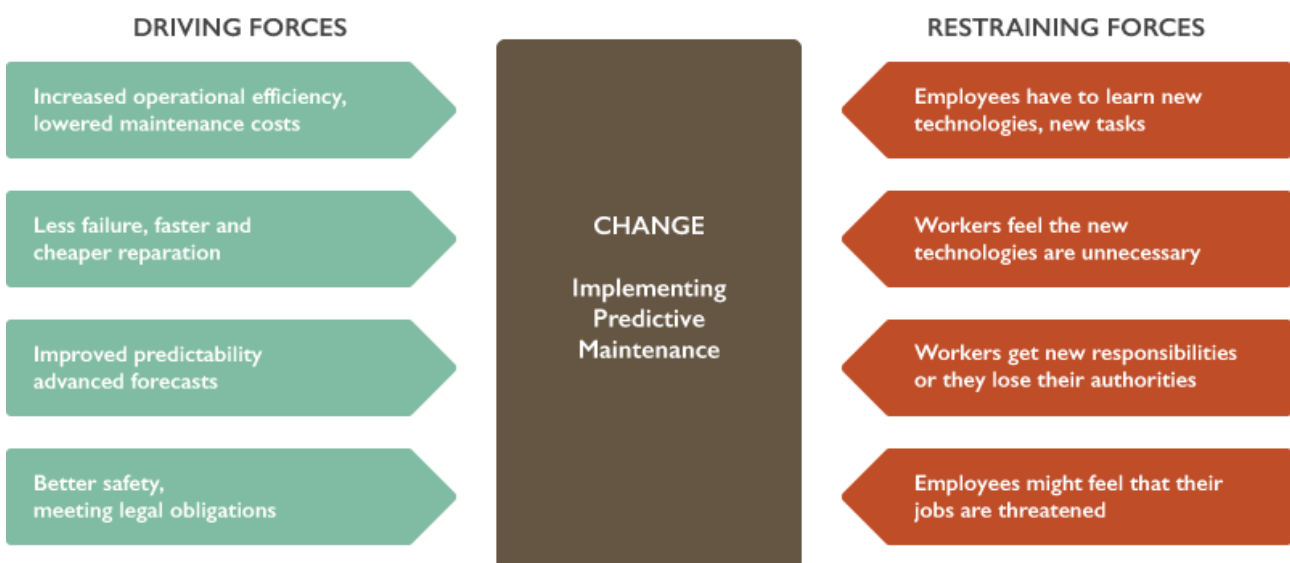 DRIVING FORCES
Increased operational efficiency,
lowered maintenance costs
Less failure, faster and
cheaper reparation
Improved predictability
advanced forecasts
Better safety,
meeting legal obligations
CHANGE
Implementing
Predictive
Maintenance
RESTRAINING FORCES
Employees have to learn new
technologies, new tasks
Workers feel the new
technologies are unnecessary
Workers get new responsibilities
or they lose their authorities
Employees might feel that their
jobs are threatened